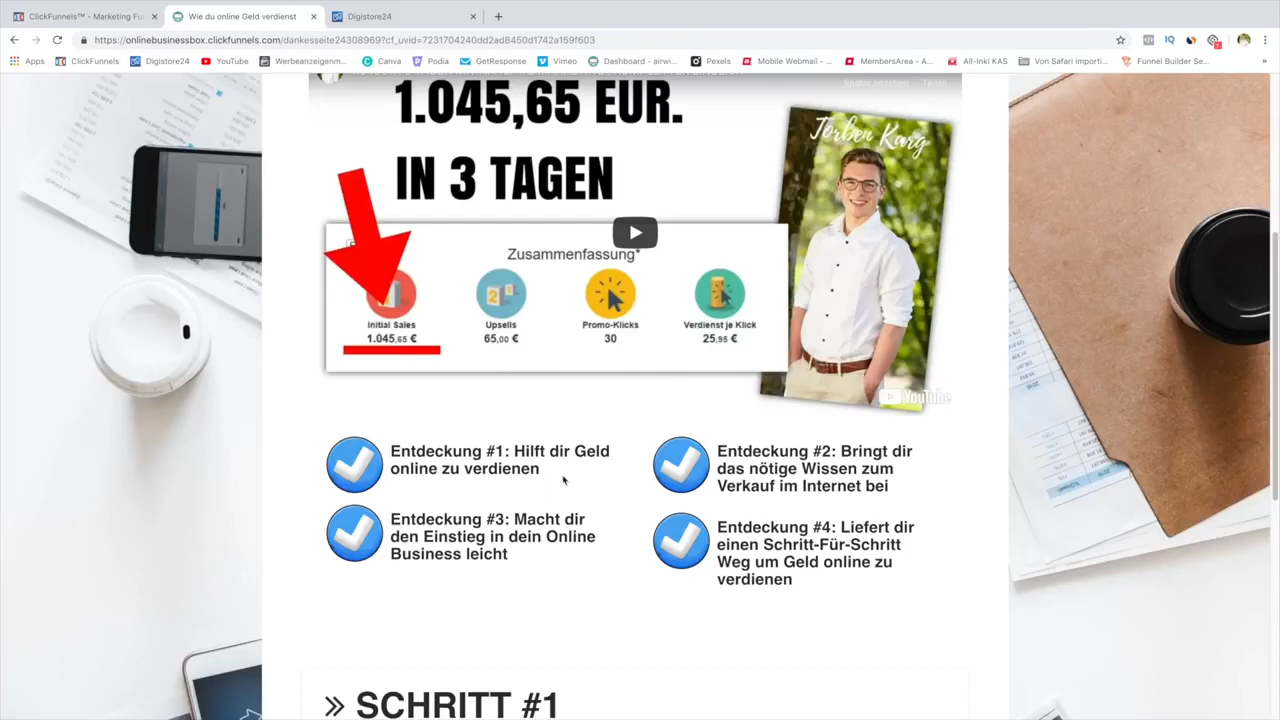 ClickFunnels™ - Marketing Fu
Wie du online Geld verdienst
Digistore24
https://onlinebusinessbox.clickfunnels.com/dankesseite24308969?cf_uvid=7231704240dd2ad8450d1742a159f603
Apps
ClickFunnels
Digistore24
YouTube
Werbeanzeigenm...
Canva
Podia
GetResponse
Vimeo
Dashboard - airwi...
Pexels
Mobile Webmail - ...
MembersArea - A...
All-Inkl KAS
Von Safari importi...
Funnel Builder Se...
»
Später ansehen
Teilen
1.045,65 EUR.
IN 3 TAGEN
Torben Karg
Zusammenfassung*
Initial Sales
1.045,65 €
Upsells
65,00 €
Promo-Klicks
30
Verdienst je Klick
25,95 €
YouTube
Entdeckung #1: Hilft dir Geld
online zu verdienen
Entdeckung #2: Bringt dir
das nötige Wissen zum
Verkauf im Internet bei
Entdeckung #3: Macht dir
den Einstieg in dein Online
Business leicht
Entdeckung #4: Liefert dir
einen Schritt-Für-Schritt
Weg um Geld online zu
verdienen
» SCHRITT #1